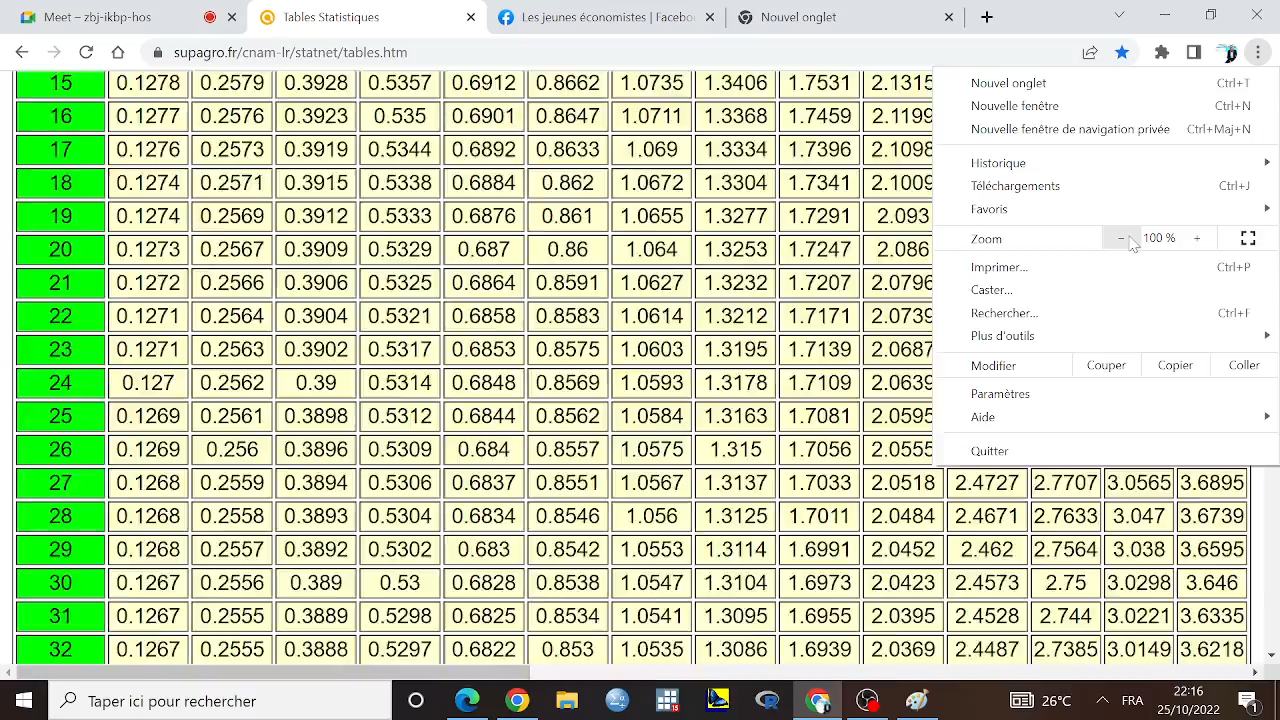 Meet – zbj-ikbp-hos
Tables Statistiques
Les jeunes économistes | Facebo
Nouvel onglet
supagro.fr/cnam-lr/statnet/tables.htm
15 0.1278 0.2579 0.3928 0.5357 0.6912 0.8662 1.0735 1.3406 1.7531 2.1315
16 0.1277 0.2576 0.3923 0.535 0.6901 0.8647 1.0711 1.3368 1.7459 2.1199
17 0.1276 0.2573 0.3919 0.5344 0.6892 0.8633 1.069 1.3334 1.7396 2.1098
18 0.1274 0.2571 0.3915 0.5338 0.6884 0.862 1.0672 1.3304 1.7341 2.1009
19 0.1274 0.2569 0.3912 0.5333 0.6876 0.861 1.0655 1.3277 1.7291 2.093
20 0.1273 0.2567 0.3909 0.5329 0.687 0.86 1.064 1.3253 1.7247 2.086
21 0.1272 0.2566 0.3906 0.5325 0.6864 0.8591 1.0627 1.3232 1.7207 2.0796
22 0.1271 0.2564 0.3904 0.5321 0.6858 0.8583 1.0614 1.3212 1.7171 2.0739
23 0.1271 0.2563 0.3902 0.5317 0.6853 0.8575 1.0603 1.3195 1.7139 2.0687
24 0.127 0.2562 0.39 0.5314 0.6848 0.8569 1.0593 1.3178 1.7109 2.0639
25 0.1269 0.2561 0.3898 0.5312 0.6844 0.8562 1.0584 1.3163 1.7081 2.0595
26 0.1269 0.256 0.3896 0.5309 0.684 0.8557 1.0575 1.315 1.7056 2.0555
27 0.1268 0.2559 0.3894 0.5306 0.6837 0.8551 1.0567 1.3137 1.7033 2.0518 2.4727 2.7707 3.0565 3.6895
28 0.1268 0.2558 0.3893 0.5304 0.6834 0.8546 1.056 1.3125 1.7011 2.0484 2.4671 2.7633 3.047 3.6739
29 0.1268 0.2557 0.3892 0.5302 0.683 0.8542 1.0553 1.3114 1.6991 2.0452 2.462 2.7564 3.038 3.6595
30 0.1267 0.2556 0.389 0.53 0.6828 0.8538 1.0547 1.3104 1.6973 2.0423 2.4573 2.75 3.0298 3.646
31 0.1267 0.2555 0.3889 0.5298 0.6825 0.8534 1.0541 1.3095 1.6955 2.0395 2.4528 2.744 3.0221 3.6335
32 0.1267 0.2555 0.3888 0.5297 0.6822 0.853 1.0535 1.3086 1.6939 2.0369 2.4487 2.7385 3.0149 3.6218
Nouvel onglet Ctrl+T
Nouvelle fenêtre Ctrl+N
Nouvelle fenêtre de navigation privée Ctrl+Maj+N
Historique
Téléchargements Ctrl+J
Favoris
Zoom – 100 % +
Imprimer... Ctrl+P
Caster...
Rechercher... Ctrl+F
Plus d'outils
Modifier Couper Copier Coller
Paramètres
Aide
Quitter
Taper ici pour rechercher
26°C
FRA
22:16
25/10/2022